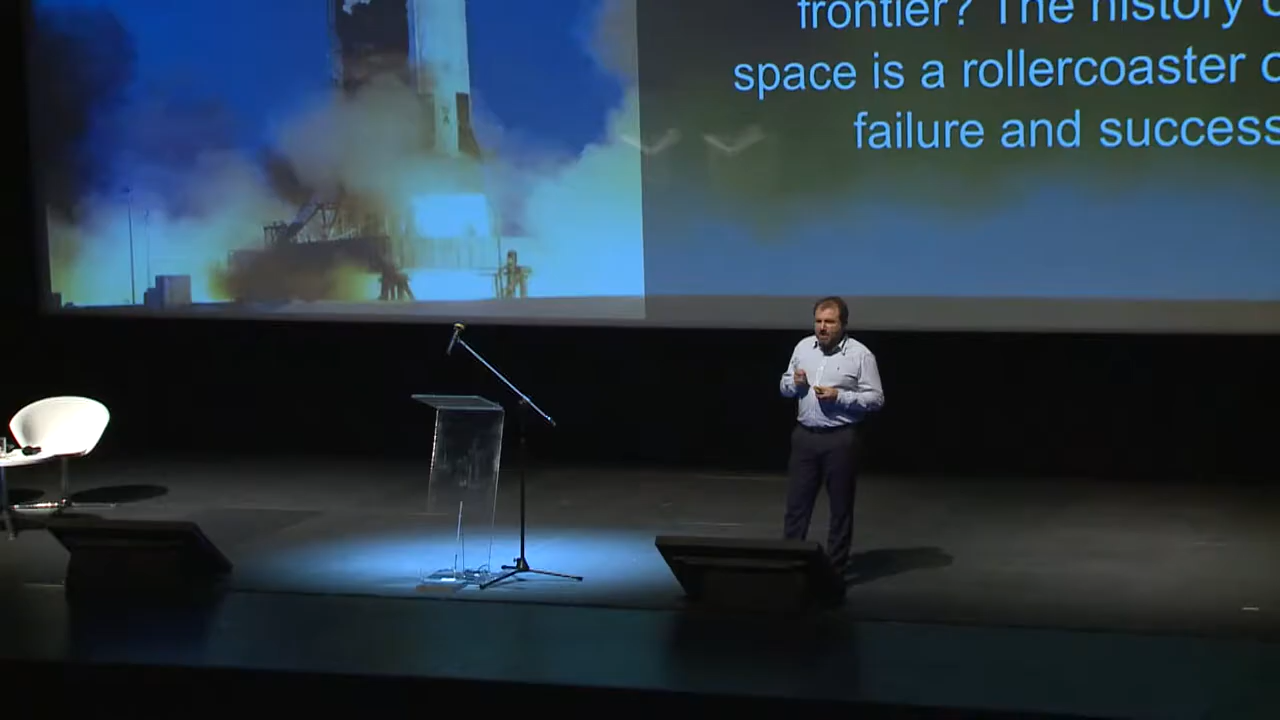 frontier? The history
space is a rollercoaster
failure and success